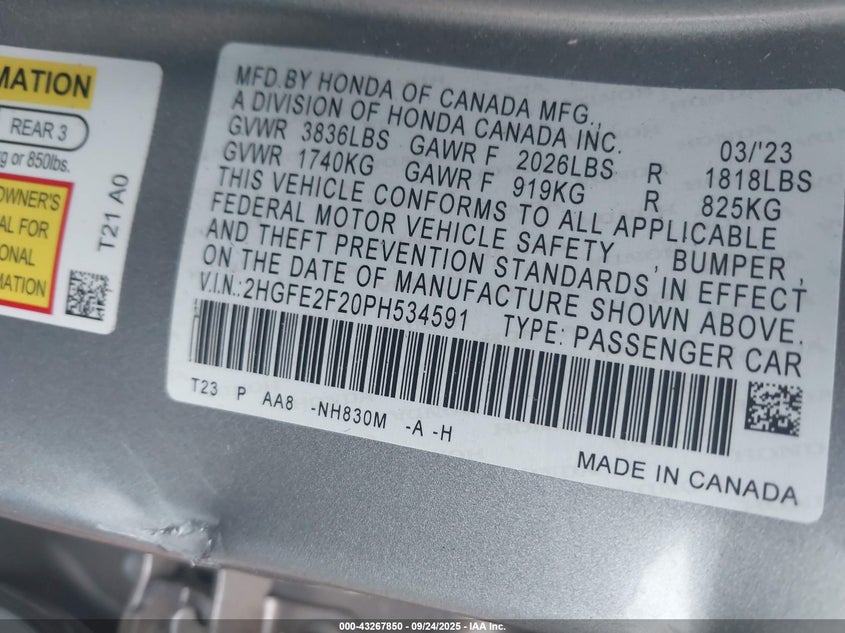 MATION
REAR 3
g or 850lbs.
OWNER'S
AL FOR
ONAL
RMATION
T21 A0
MFD.BY HONDA OF CANADA MFG.,
A DIVISION OF HONDA CANADA INC.
GVWR 3836LBS GAWR F 2026LBS R 1818LBS 03/'23
GVWR 1740KG GAWR F 919KG R 825KG
THIS VEHICLE CONFORMS TO ALL APPLICABLE
FEDERAL MOTOR VEHICLE SAFETY , BUMPER ,
AND THEFT PREVENTION STANDARDS IN EFFECT
ON THE DATE OF MANUFACTURE SHOWN ABOVE.
V.I.N.:2HGFE2F20PH534591 TYPE: PASSENGER CAR
T23 P AA8 -NH830M -A -H
MADE IN CANADA
000-43267850 - 09/24/2025 - IAA Inc.